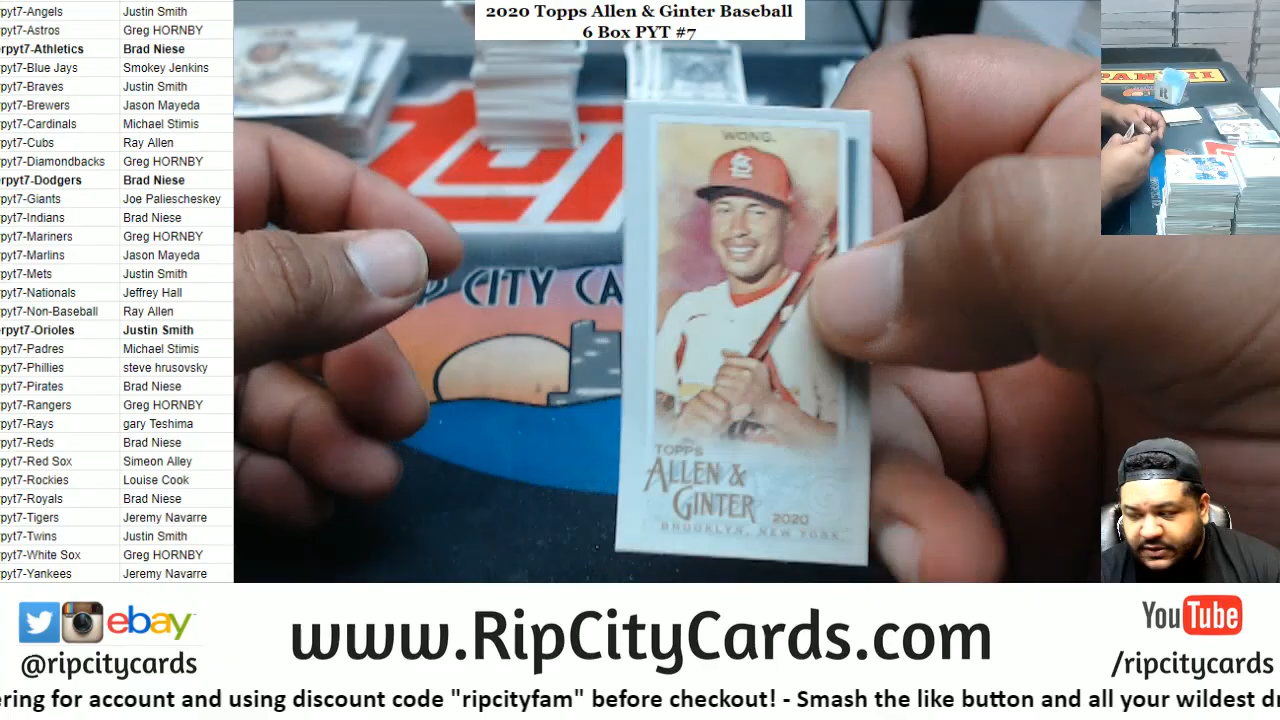 2020 Topps Allen & Ginter Baseball
6 Box PYT #7
pyt7-Angels Justin Smith
pyt7-Astros Greg HORNBY
rpyt7-Athletics Brad Niese
pyt7-Blue Jays Smokey Jenkins
pyt7-Braves Justin Smith
pyt7-Brewers Jason Mayeda
pyt7-Cardinals Michael Stimis
pyt7-Cubs Ray Allen
pyt7-Diamondbacks Greg HORNBY
rpyt7-Dodgers Brad Niese
pyt7-Giants Joe Paliescheskey
pyt7-Indians Brad Niese
pyt7-Mariners Greg HORNBY
pyt7-Marlins Jason Mayeda
pyt7-Mets Justin Smith
pyt7-Nationals Jeffrey Hall
pyt7-Non-Baseball Ray Allen
rpyt7-Orioles Justin Smith
pyt7-Padres Michael Stimis
pyt7-Phillies steve hrusovsky
pyt7-Pirates Brad Niese
pyt7-Rangers Greg HORNBY
pyt7-Rays gary Teshima
pyt7-Reds Brad Niese
pyt7-Red Sox Simeon Alley
pyt7-Rockies Louise Cook
pyt7-Royals Brad Niese
pyt7-Tigers Jeremy Navarre
pyt7-Twins Justin Smith
pyt7-White Sox Greg HORNBY
pyt7-Yankees Jeremy Navarre
WONG.
TOPPS
ALLEN &
GINTER
2020
BROOKLYN, NEW YORK
P CITY CA
PANINI
ebay
@ripcitycards
www.RipCityCards.com
YouTube
/ripcitycards
ering for account and using discount code "ripcityfam" before checkout! - Smash the like button and all your wildest dr